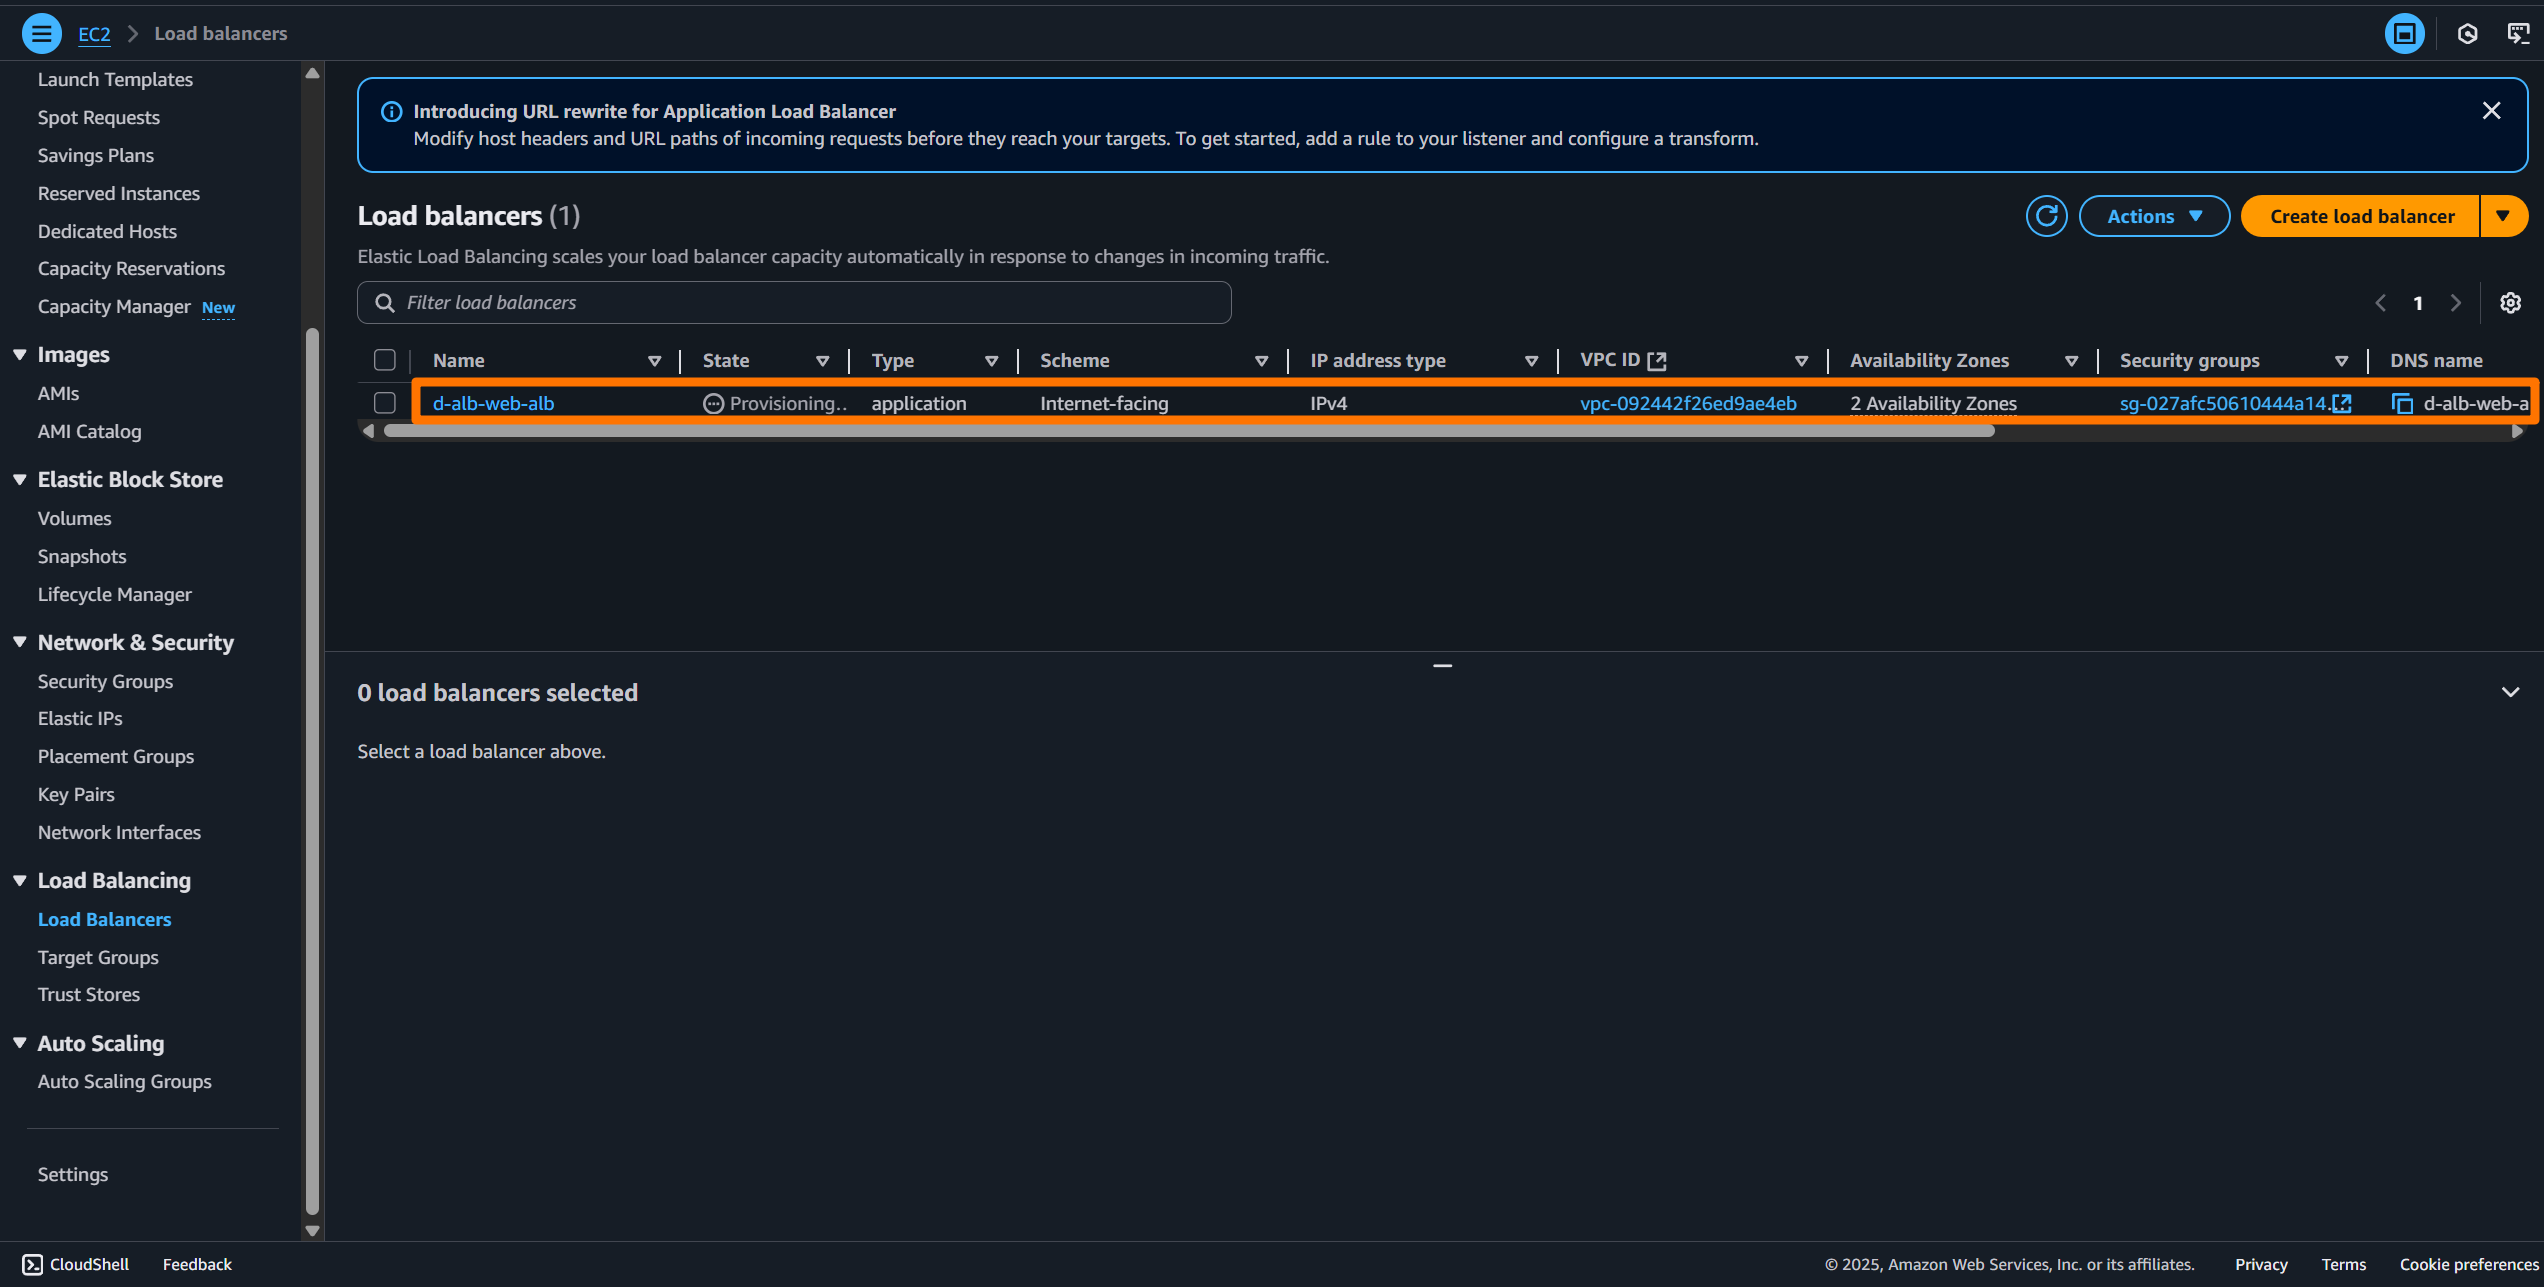 EC2 > Load balancers
Launch Templates
Spot Requests
Savings Plans
Reserved Instances
Dedicated Hosts
Capacity Reservations
Capacity Manager New
Images
AMIs
AMI Catalog
Elastic Block Store
Volumes
Snapshots
Lifecycle Manager
Network & Security
Security Groups
Elastic IPs
Placement Groups
Key Pairs
Network Interfaces
Load Balancing
Load Balancers
Target Groups
Trust Stores
Auto Scaling
Auto Scaling Groups
Settings
Introducing URL rewrite for Application Load Balancer
Modify host headers and URL paths of incoming requests before they reach your targets. To get started, add a rule to your listener and configure a transform.
Load balancers (1)
Actions
Create load balancer
Elastic Load Balancing scales your load balancer capacity automatically in response to changes in incoming traffic.
Filter load balancers
1
Name State Type Scheme IP address type VPC ID Availability Zones Security groups DNS name
d-alb-web-alb Provisioning.. application Internet-facing IPv4 vpc-092442f26ed9ae4eb 2 Availability Zones sg-027afc50610444a14. d-alb-web-a
0 load balancers selected
Select a load balancer above.
CloudShell Feedback © 2025, Amazon Web Services, Inc. or its affiliates. Privacy Terms Cookie preferences